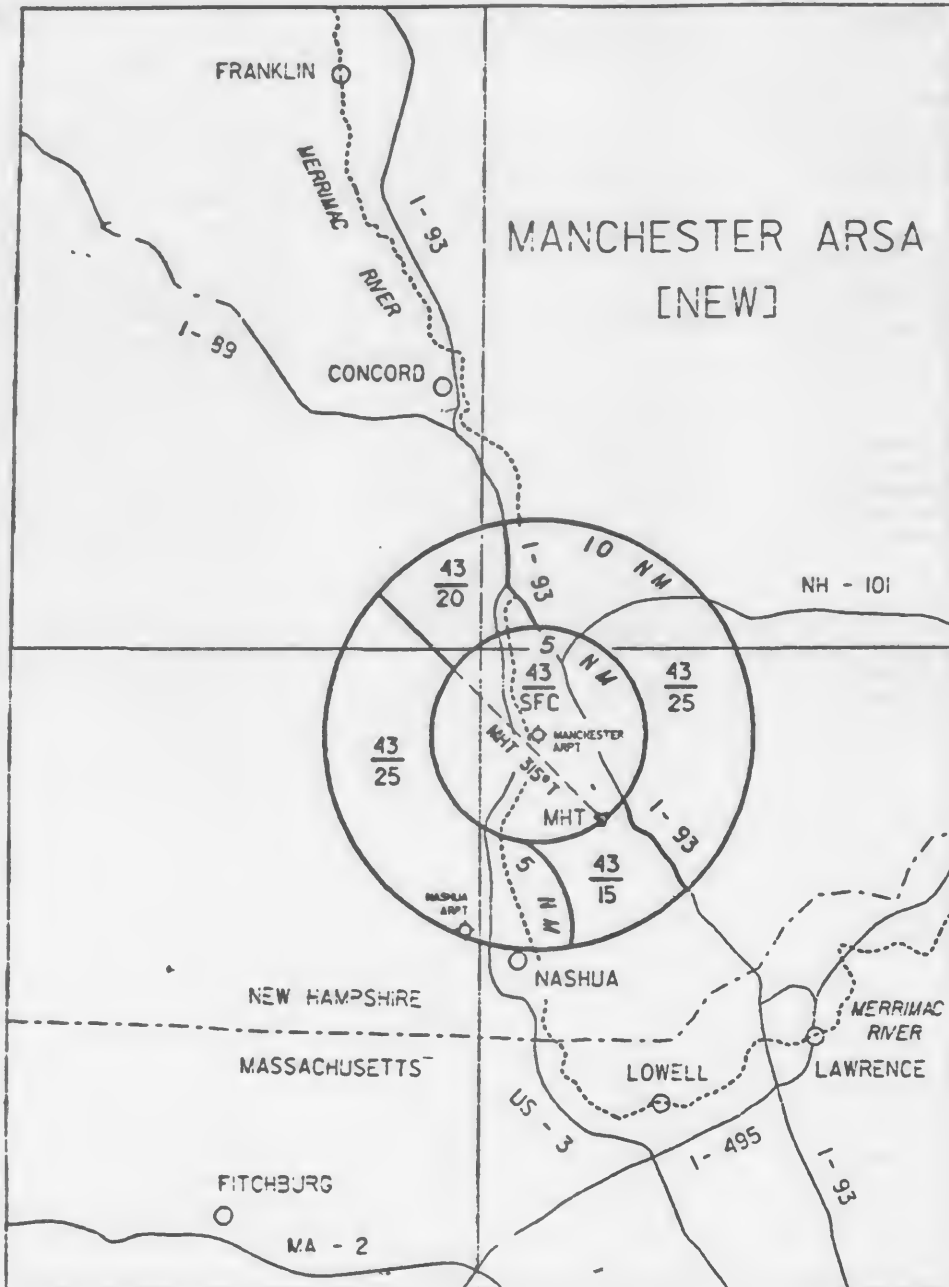 FRANKLIN
MERRIMAC
RIVER
I-93
MANCHESTER ARSA
[NEW]
I-89
CONCORD
10 NM
I-93
43
20
NH - 101
5 NM
43
SFC
43
25
43
25
MANCHESTER
ARPT
MHT 315°T
MHT
I-93
43
15
5 NM
NASHUA
ARPT
NASHUA
NEW HAMPSHIRE
MASSACHUSETTS
MERRIMAC
RIVER
LOWELL
LAWRENCE
US - 3
I-495
I-93
FITCHBURG
MA - 2